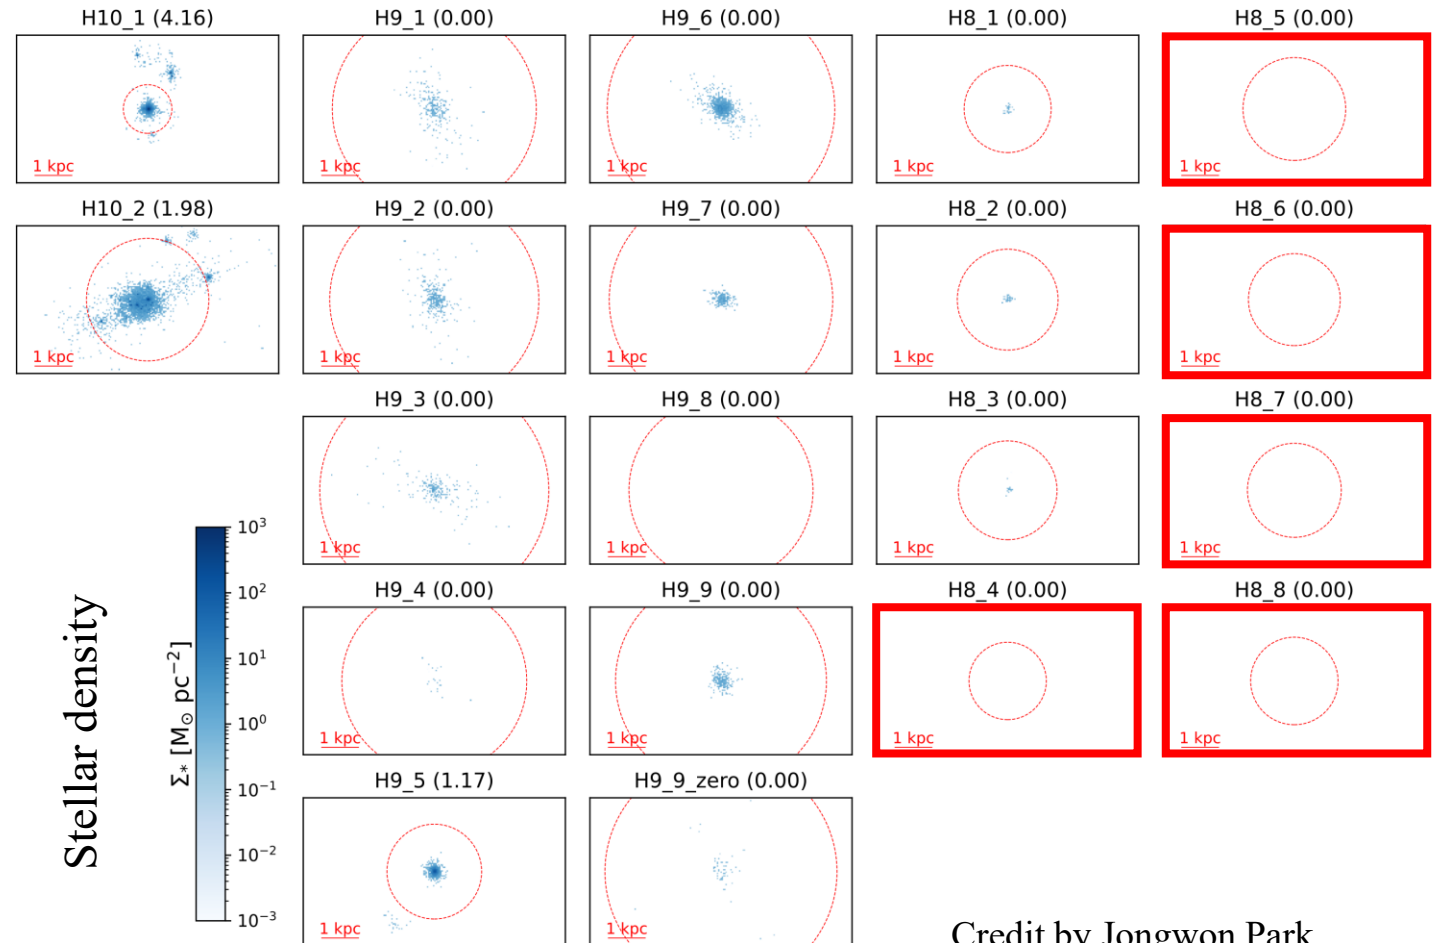 H10_1 (4.16) H9_1 (0.00) H9_6 (0.00) H8_1 (0.00) H8_5 (0.00)
1 kpc 1 kpc 1 kpc 1 kpc 1 kpc
H10_2 (1.98) H9_2 (0.00) H9_7 (0.00) H8_2 (0.00) H8_6 (0.00)
1 kpc 1 kpc 1 kpc 1 kpc 1 kpc
H9_3 (0.00) H9_8 (0.00) H8_3 (0.00) H8_7 (0.00)
1 kpc 1 kpc 1 kpc 1 kpc
H9_4 (0.00) H9_9 (0.00) H8_4 (0.00) H8_8 (0.00)
1 kpc 1 kpc 1 kpc 1 kpc
H9_5 (1.17) H9_9_zero (0.00)
1 kpc 1 kpc
Stellar density
Σ* [M⊙ pc⁻²]
10³
10²
10¹
10⁰
10⁻¹
10⁻²
10⁻³
Credit by Jongwon Park